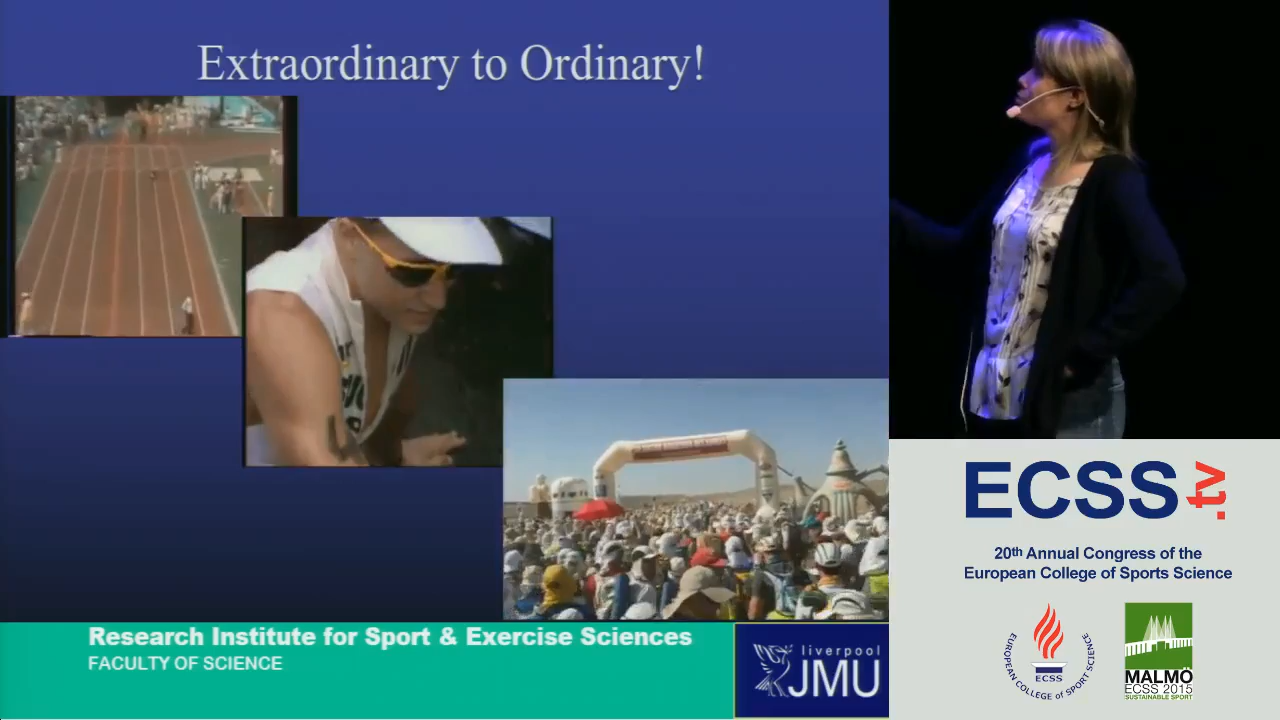 Extraordinary to Ordinary!
Research Institute for Sport & Exercise Sciences
FACULTY OF SCIENCE
liverpool
JMU
ECSS.tv
20th Annual Congress of the
European College of Sports Science
EUROPEAN COLLEGE OF SPORT SCIENCE
ECSS
MALMÖ
ECSS 2015
SUSTAINABLE SPORT